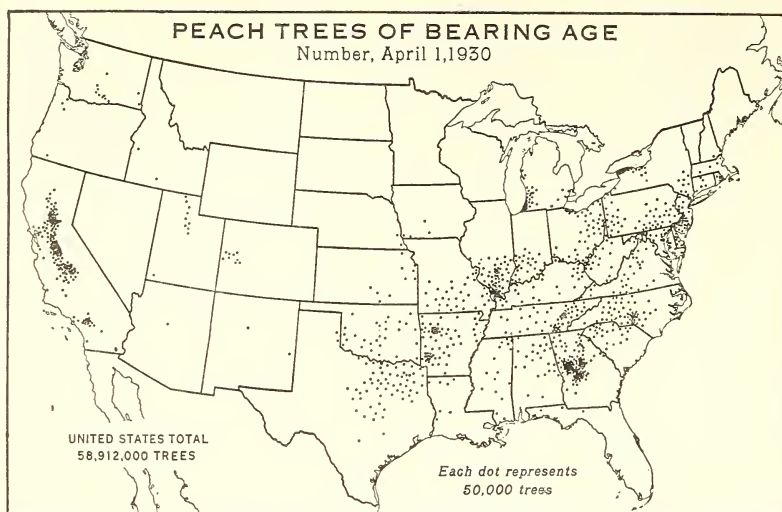 PEACH TREES OF BEARING AGE
Number, April 1, 1930
UNITED STATES TOTAL
58,912,000 TREES
Each dot represents
50,000 trees